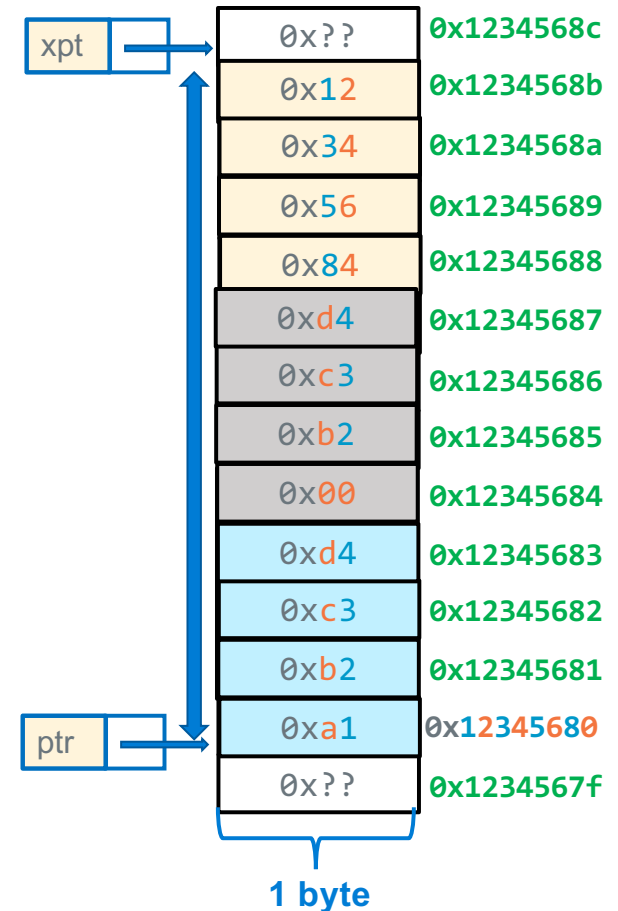 xpt
0x?? 0x1234568c
0x12 0x1234568b
0x34 0x1234568a
0x56 0x12345689
0x84 0x12345688
0xd4 0x12345687
0xc3 0x12345686
0xb2 0x12345685
0x00 0x12345684
0xd4 0x12345683
0xc3 0x12345682
0xb2 0x12345681
ptr
0xa1 0x12345680
0x?? 0x1234567f
1 byte